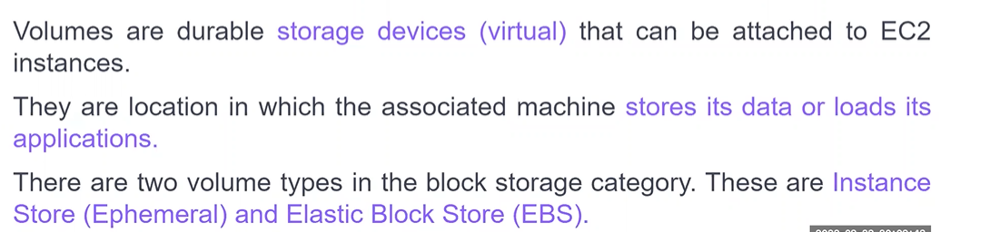 Volumes are durable storage devices (virtual) that can be attached to EC2
instances.
They are location in which the associated machine stores its data or loads its
applications.
There are two volume types in the block storage category. These are Instance
Store (Ephemeral) and Elastic Block Store (EBS).